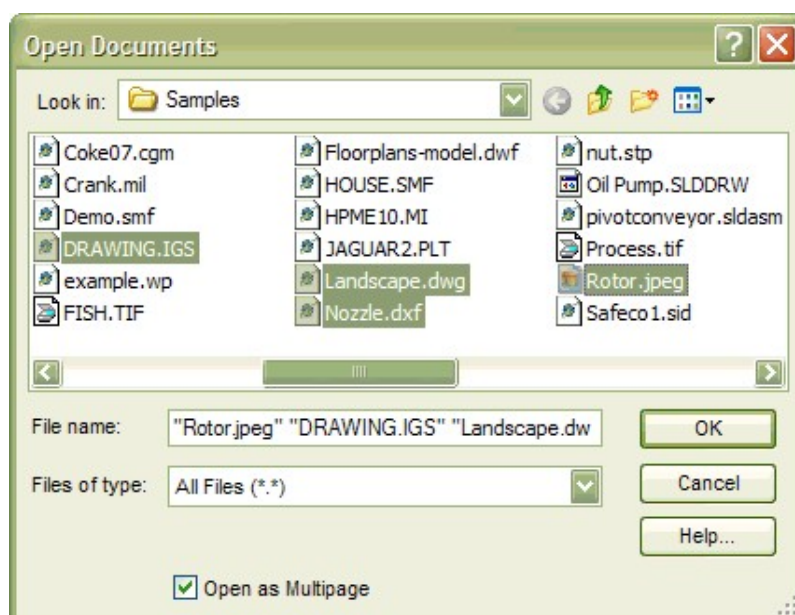 Open Documents
Look in: Samples
Coke07.cgm
Crank.mil
Demo.smf
DRAWING.IGS
example.wp
FISH.TIF
Floorplans-model.dwf
HOUSE.SMF
HPME10.MI
JAGUAR2.PLT
Landscape.dwg
Nozzle.dxf
nut.stp
Oil Pump.SLDDRW
pivotconveyor.sldasm
Process.tif
Rotor.jpeg
Safeco1.sid
File name: "Rotor.jpeg" "DRAWING.IGS" "Landscape.dw
OK
Files of type: All Files (*.*)
Cancel
Help...
Open as Multipage